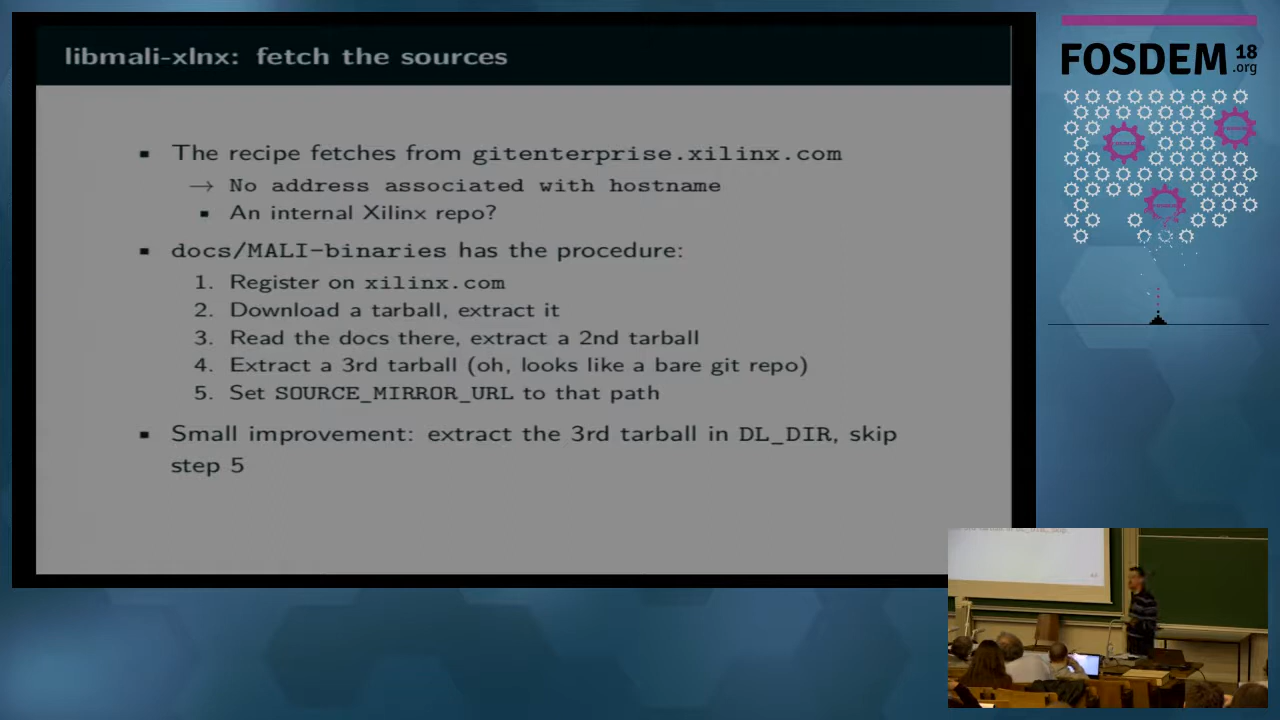 libmali-xlnx: fetch the sources
▪ The recipe fetches from gitenterprise.xilinx.com
→ No address associated with hostname
▪ An internal Xilinx repo?
▪ docs/MALI-binaries has the procedure:
1. Register on xilinx.com
2. Download a tarball, extract it
3. Read the docs there, extract a 2nd tarball
4. Extract a 3rd tarball (oh, looks like a bare git repo)
5. Set SOURCE_MIRROR_URL to that path
▪ Small improvement: extract the 3rd tarball in DL_DIR, skip
step 5
FOSDEM 18
.org